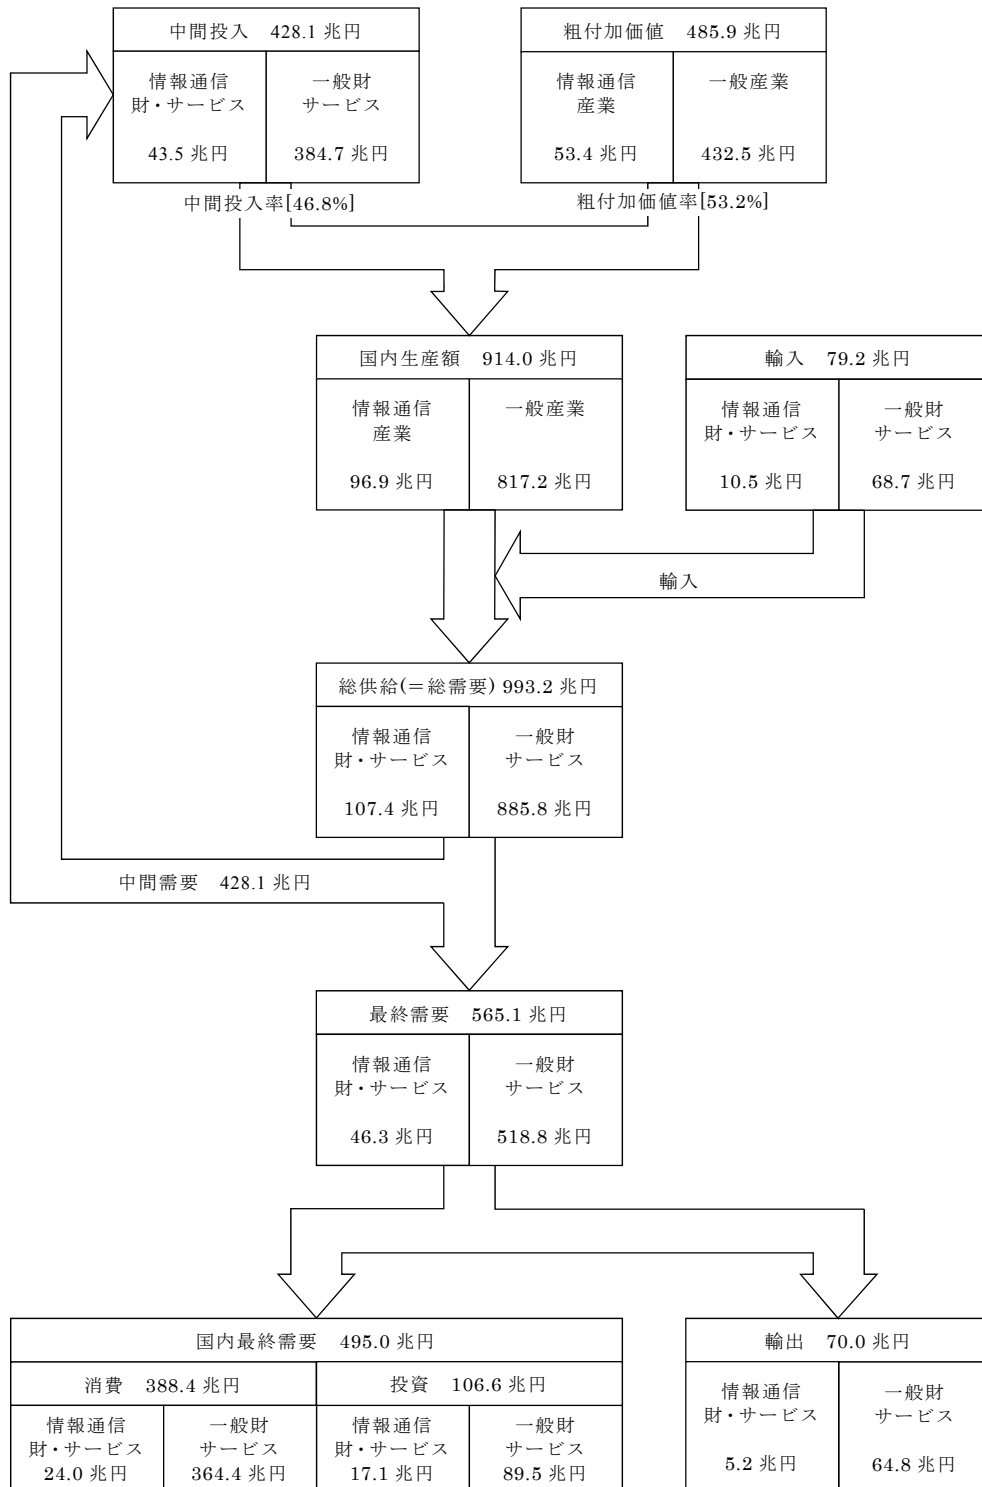 中間投入　428.1 兆円
情報通信
財・サービス
43.5 兆円
一般財
サービス
384.7 兆円
粗付加価値　485.9 兆円
情報通信
産業
53.4 兆円
一般産業
432.5 兆円
中間投入率[46.8%]
粗付加価値率[53.2%]
国内生産額　914.0 兆円
情報通信
産業
96.9 兆円
一般産業
817.2 兆円
輸入　79.2 兆円
情報通信
財・サービス
10.5 兆円
一般財
サービス
68.7 兆円
輸入
総供給(＝総需要) 993.2 兆円
情報通信
財・サービス
107.4 兆円
一般財
サービス
885.8 兆円
中間需要　428.1 兆円
最終需要　565.1 兆円
情報通信
財・サービス
46.3 兆円
一般財
サービス
518.8 兆円
国内最終需要　495.0 兆円
消費　388.4 兆円
情報通信
財・サービス
24.0 兆円
一般財
サービス
364.4 兆円
投資　106.6 兆円
情報通信
財・サービス
17.1 兆円
一般財
サービス
89.5 兆円
輸出　70.0 兆円
情報通信
財・サービス
5.2 兆円
一般財
サービス
64.8 兆円